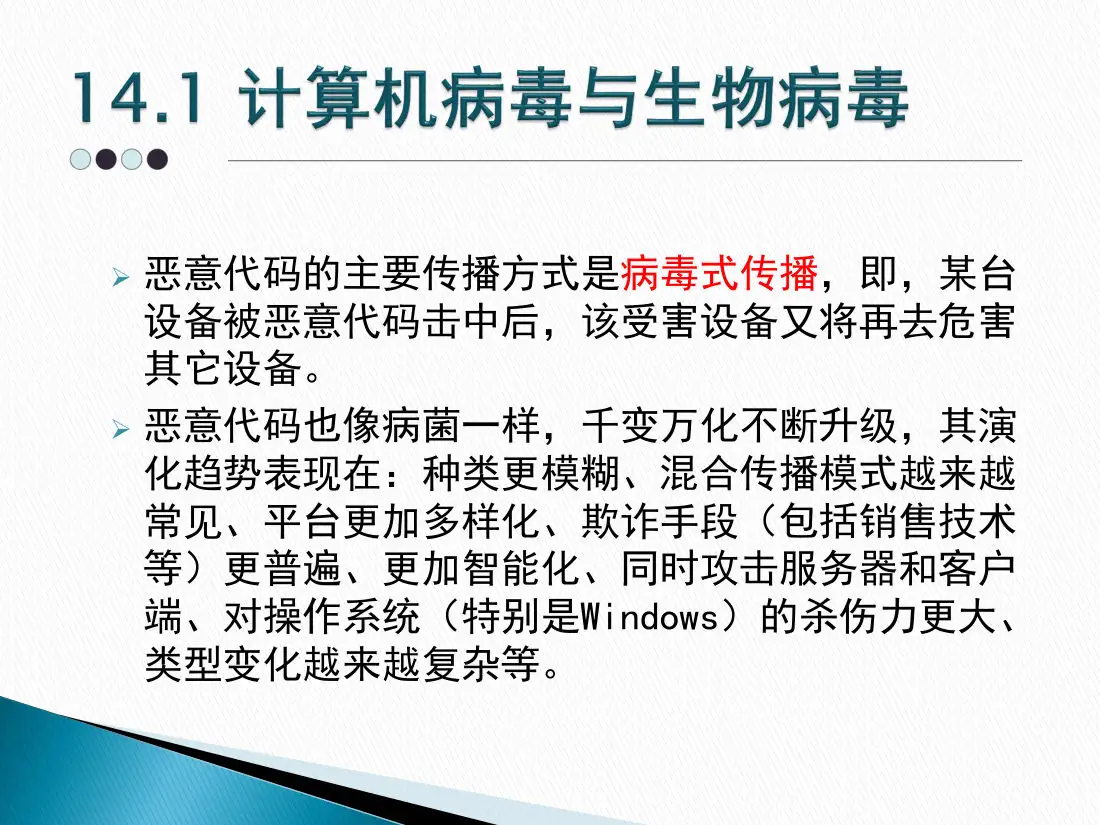 14.1 计算机病毒与生物病毒
恶意代码的主要传播方式是病毒式传播，即，某台
设备被恶意代码击中后，该受害设备又将再去危害
其它设备。
恶意代码也像病菌一样，千变万化不断升级，其演
化趋势表现在：种类更模糊、混合传播模式越来越
常见、平台更加多样化、欺诈手段（包括销售技术
等）更普遍、更加智能化、同时攻击服务器和客户
端、对操作系统（特别是Windows）的杀伤力更大、
类型变化越来越复杂等。